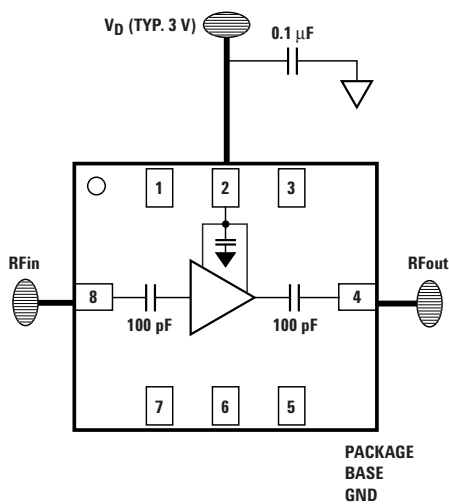 V_D (TYP. 3 V)
0.1 μF
1
2
3
RFin
RFout
8
4
100 pF
100 pF
7
6
5
PACKAGE
BASE
GND